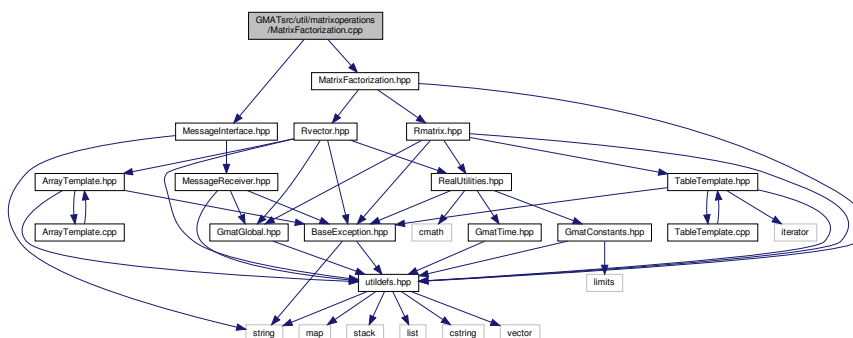 GMATsrc/util/matrixoperations
/MatrixFactorization.cpp
MatrixFactorization.hpp
MessageInterface.hpp
Rvector.hpp
Rmatrix.hpp
ArrayTemplate.hpp
MessageReceiver.hpp
RealUtilities.hpp
TableTemplate.hpp
ArrayTemplate.cpp
GmatGlobal.hpp
BaseException.hpp
cmath
GmatTime.hpp
GmatConstants.hpp
TableTemplate.cpp
iterator
utildefs.hpp
limits
string
map
stack
list
cstring
vector